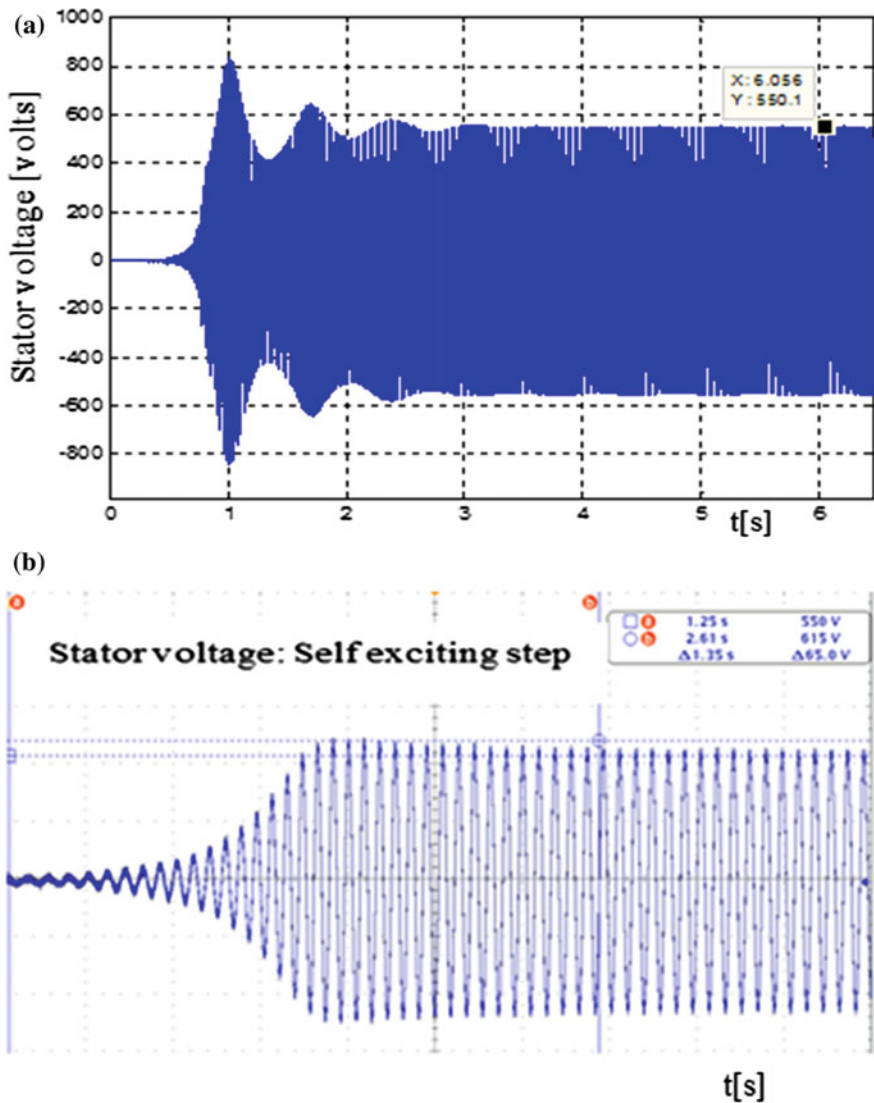 (a)
Stator voltage [volts]
1000
800
600
400
200
0
-200
-400
-600
-800
X: 6.056
Y: 550.1
0 1 2 3 4 5 6
t[s]
(b)
a b
Stator voltage: Self exciting step
a 1.25 s 550 V
b 2.61 s 615 V
Δ1.35 s Δ65.0 V
t[s]